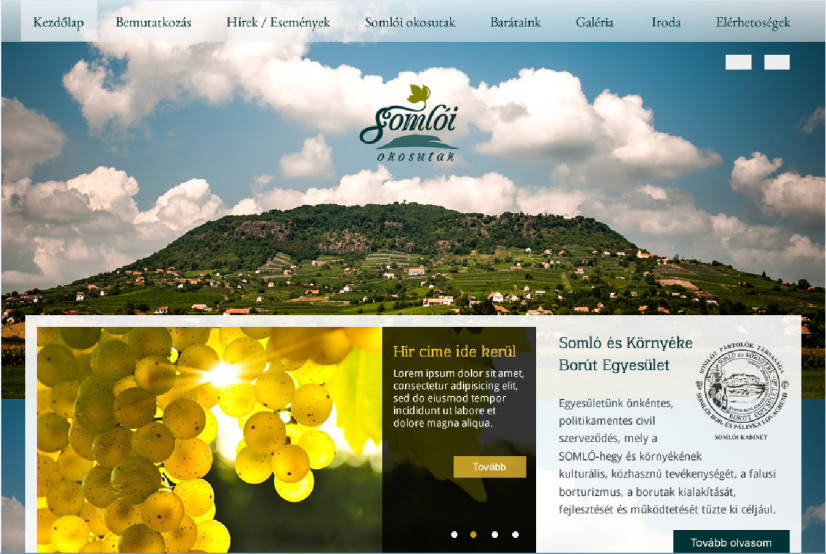 Kezdőlap Bemutatkozás Hírek / Események Somlói okosutak Barátaink Galéria Iroda Elérhetoségek
Somlói
okosutak
Hír címe ide kerül
Lorem ipsum dolor sit amet,
consectetur adipisicing elit,
sed do eiusmod tempor
incididunt ut labore et
dolore magna aliqua.
Tovább
Somló és Környéke
Borút Egyesület
SOMLÓI KABINET
Egyesületünk önkéntes,
politikamentes civil
szerveződés, mely a
SOMLÓ-hegy és környékének
kulturális, közhasznú tevékenységét, a falusi
borturizmus, a borutak kialakítását,
fejlesztését és működtetését tűzte ki céljául.
Tovább olvasom